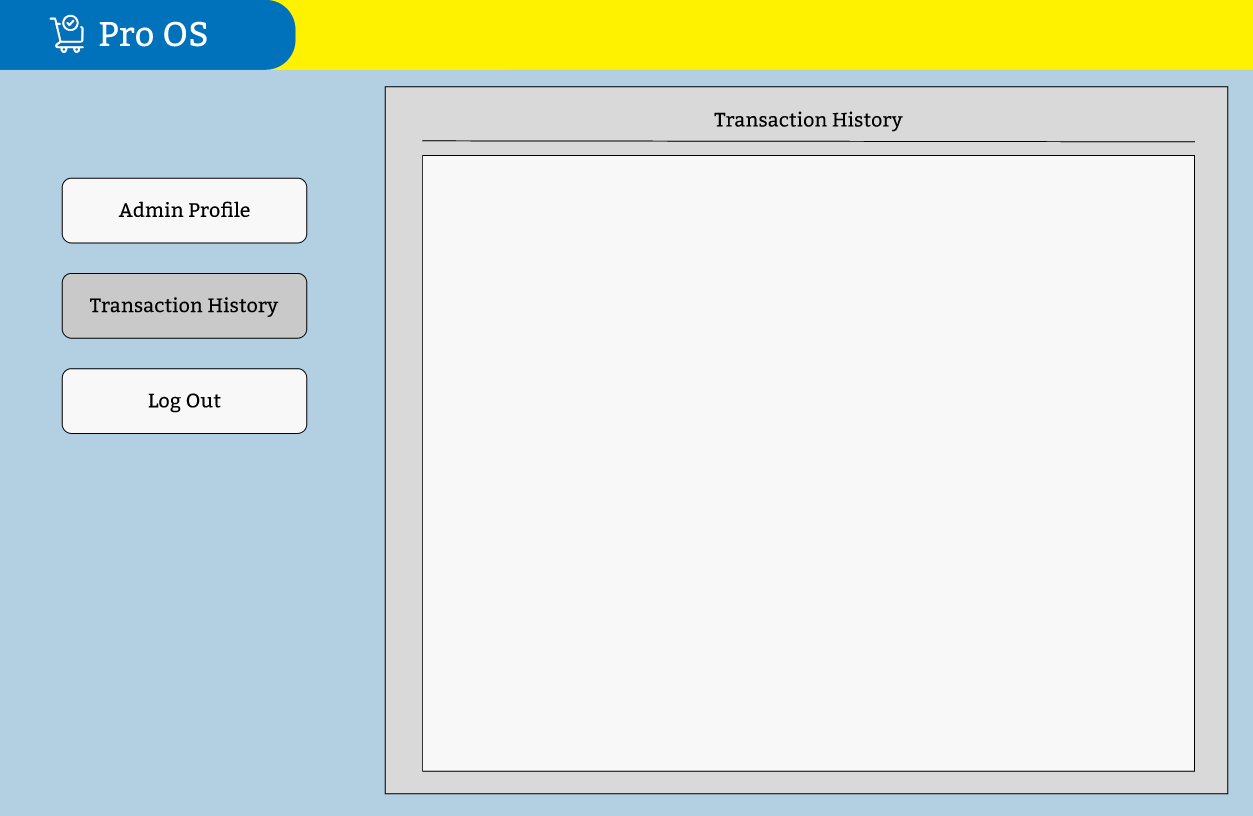 Pro OS
Transaction History
Admin Profile
Transaction History
Log Out